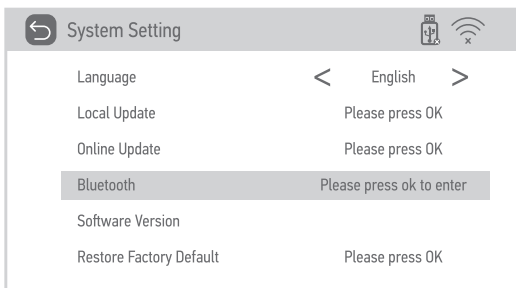 System Setting
Language < English >
Local Update Please press OK
Online Update Please press OK
Bluetooth Please press ok to enter
Software Version
Restore Factory Default Please press OK